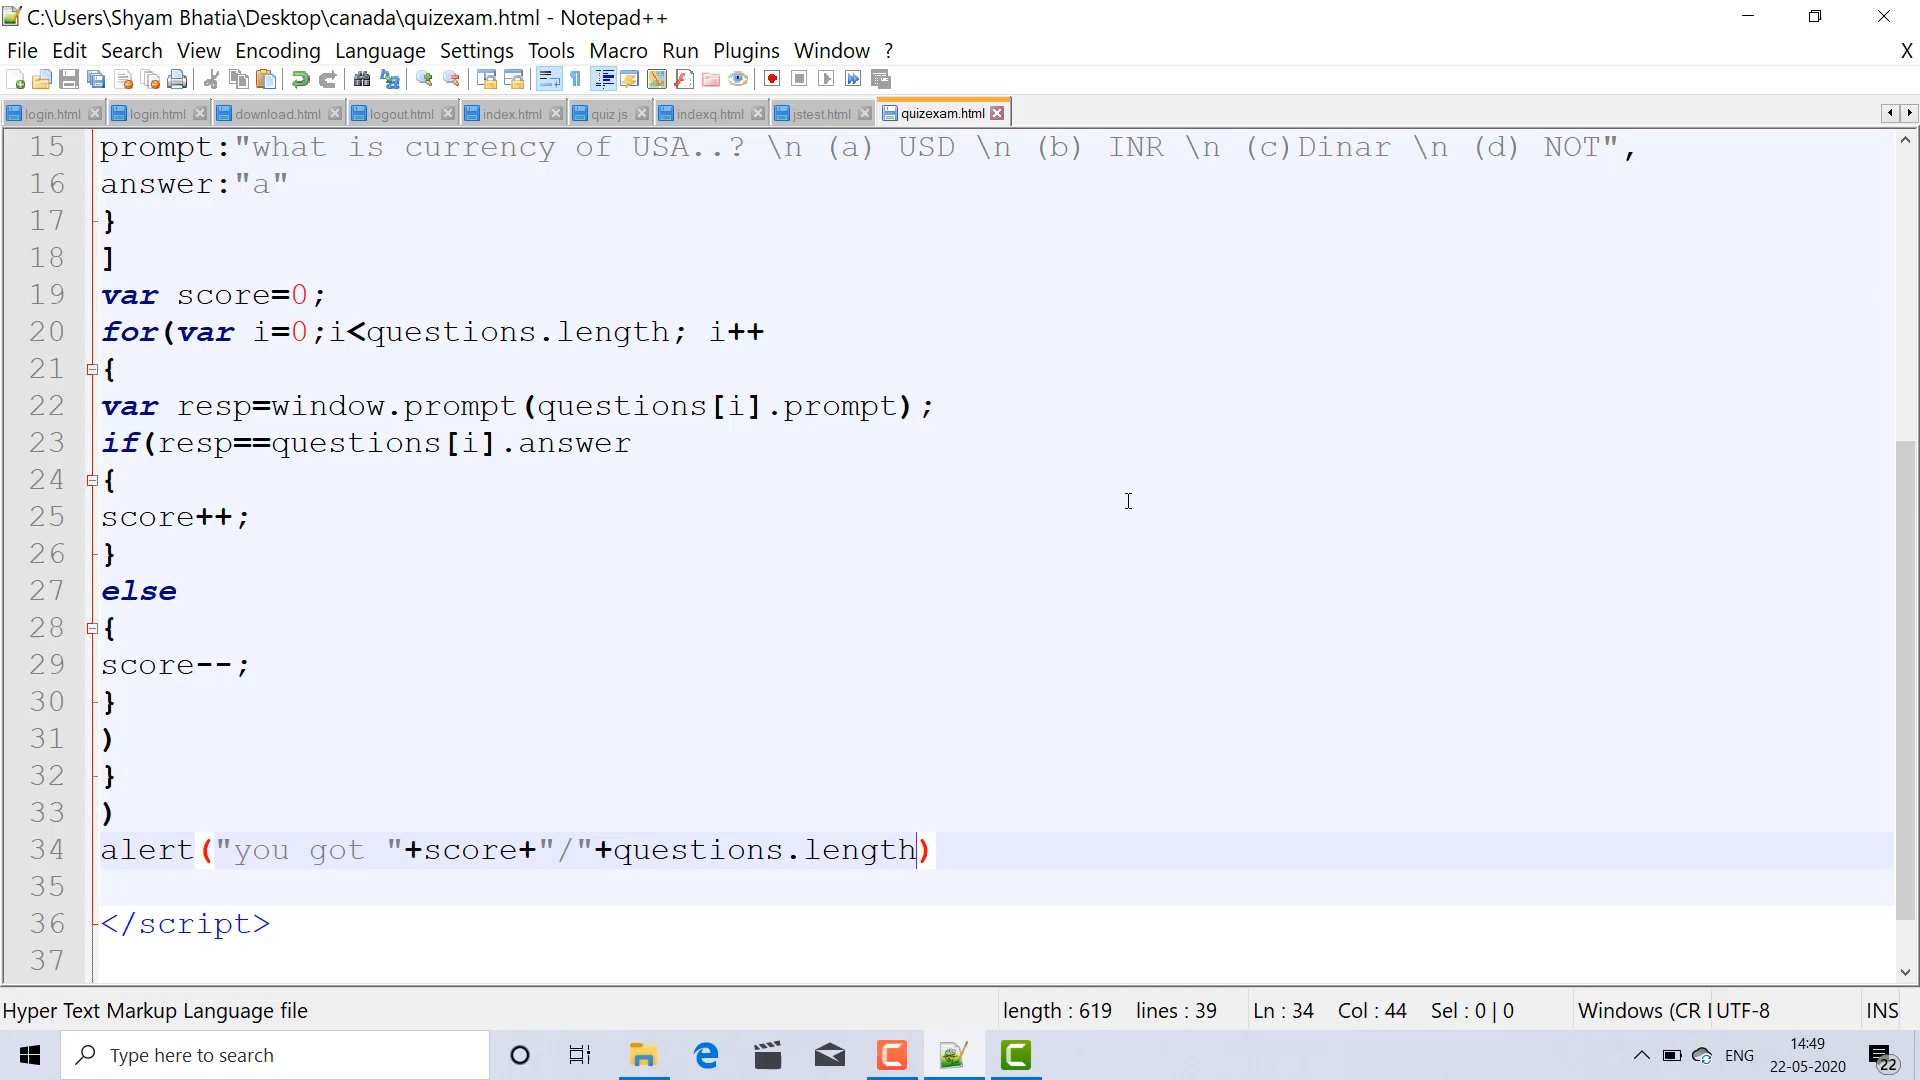 C:\Users\Shyam Bhatia\Desktop\canada\quizexam.html - Notepad++
File Edit Search View Encoding Language Settings Tools Macro Run Plugins Window ? X
login.html login.html download.html logout.html index.html quiz.js indexq.html jstest.html quizexam.html
15 prompt:"what is currency of USA..? \n (a) USD \n (b) INR \n (c)Dinar \n (d) NOT",
16 answer:"a"
17 }
18 ]
19 var score=0;
20 for(var i=0;i<questions.length; i++
21 {
22 var resp=window.prompt(questions[i].prompt);
23 if(resp==questions[i].answer
24 {
25 score++;
26 }
27 else
28 {
29 score--;
30 }
31 )
32 }
33 )
34 alert("you got "+score+"/"+questions.length)
35
36 </script>
37
Hyper Text Markup Language file length : 619 lines : 39 Ln : 34 Col : 44 Sel : 0 | 0 Windows (CR l UTF-8 INS
Type here to search ENG 14:49
22-05-2020 22